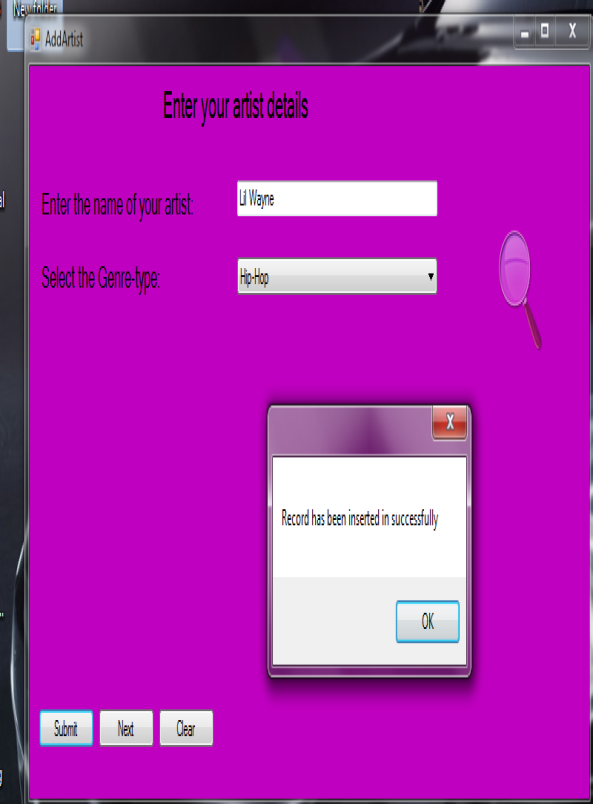 New folder
AddArtist
Enter your artist details
Enter the name of your artist:
Lil Wayne
Select the Genre-type:
Hip-Hop
X
Record has been inserted in successfully
OK
Submit
Next
Clear